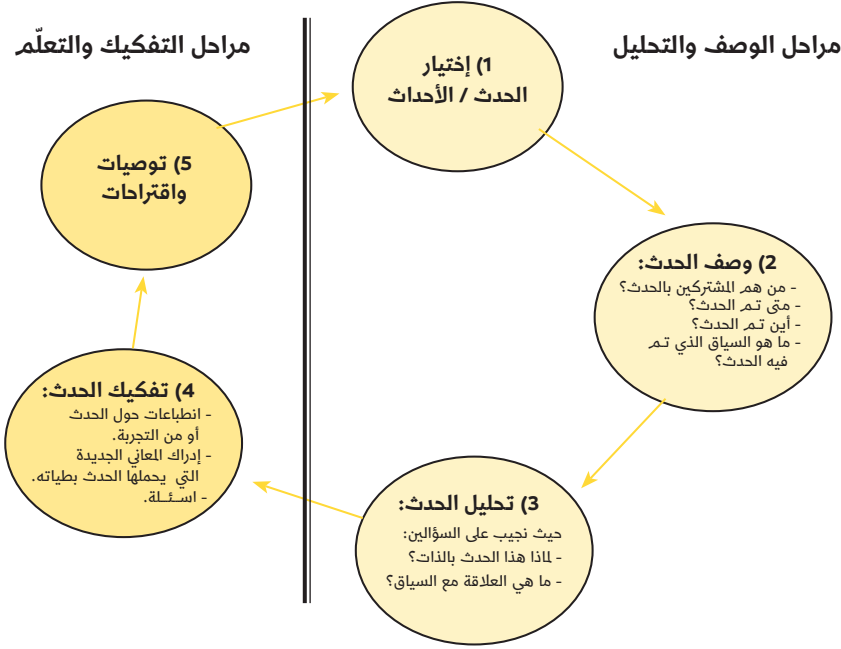 مراحل الوصف والتحليل
مراحل التفكيك والتعلّم
1) إختيار
الحدث / الأحداث
2) وصف الحدث:
- من هم المشتركين بالحدث؟
- متى تم الحدث؟
- أين تم الحدث؟
- ما هو السياق الذي تم
فيه الحدث؟
3) تحليل الحدث:
حيث نجيب على السؤالين:
- لماذا هذا الحدث بالذات؟
- ما هي العلاقة مع السياق؟
4) تفكيك الحدث:
- انطباعات حول الحدث
أو من التجربة.
- إدراك المعاني الجديدة
التي يحملها الحدث بطياته.
- اسـئـلـة.
5) توصيات
واقتراحات